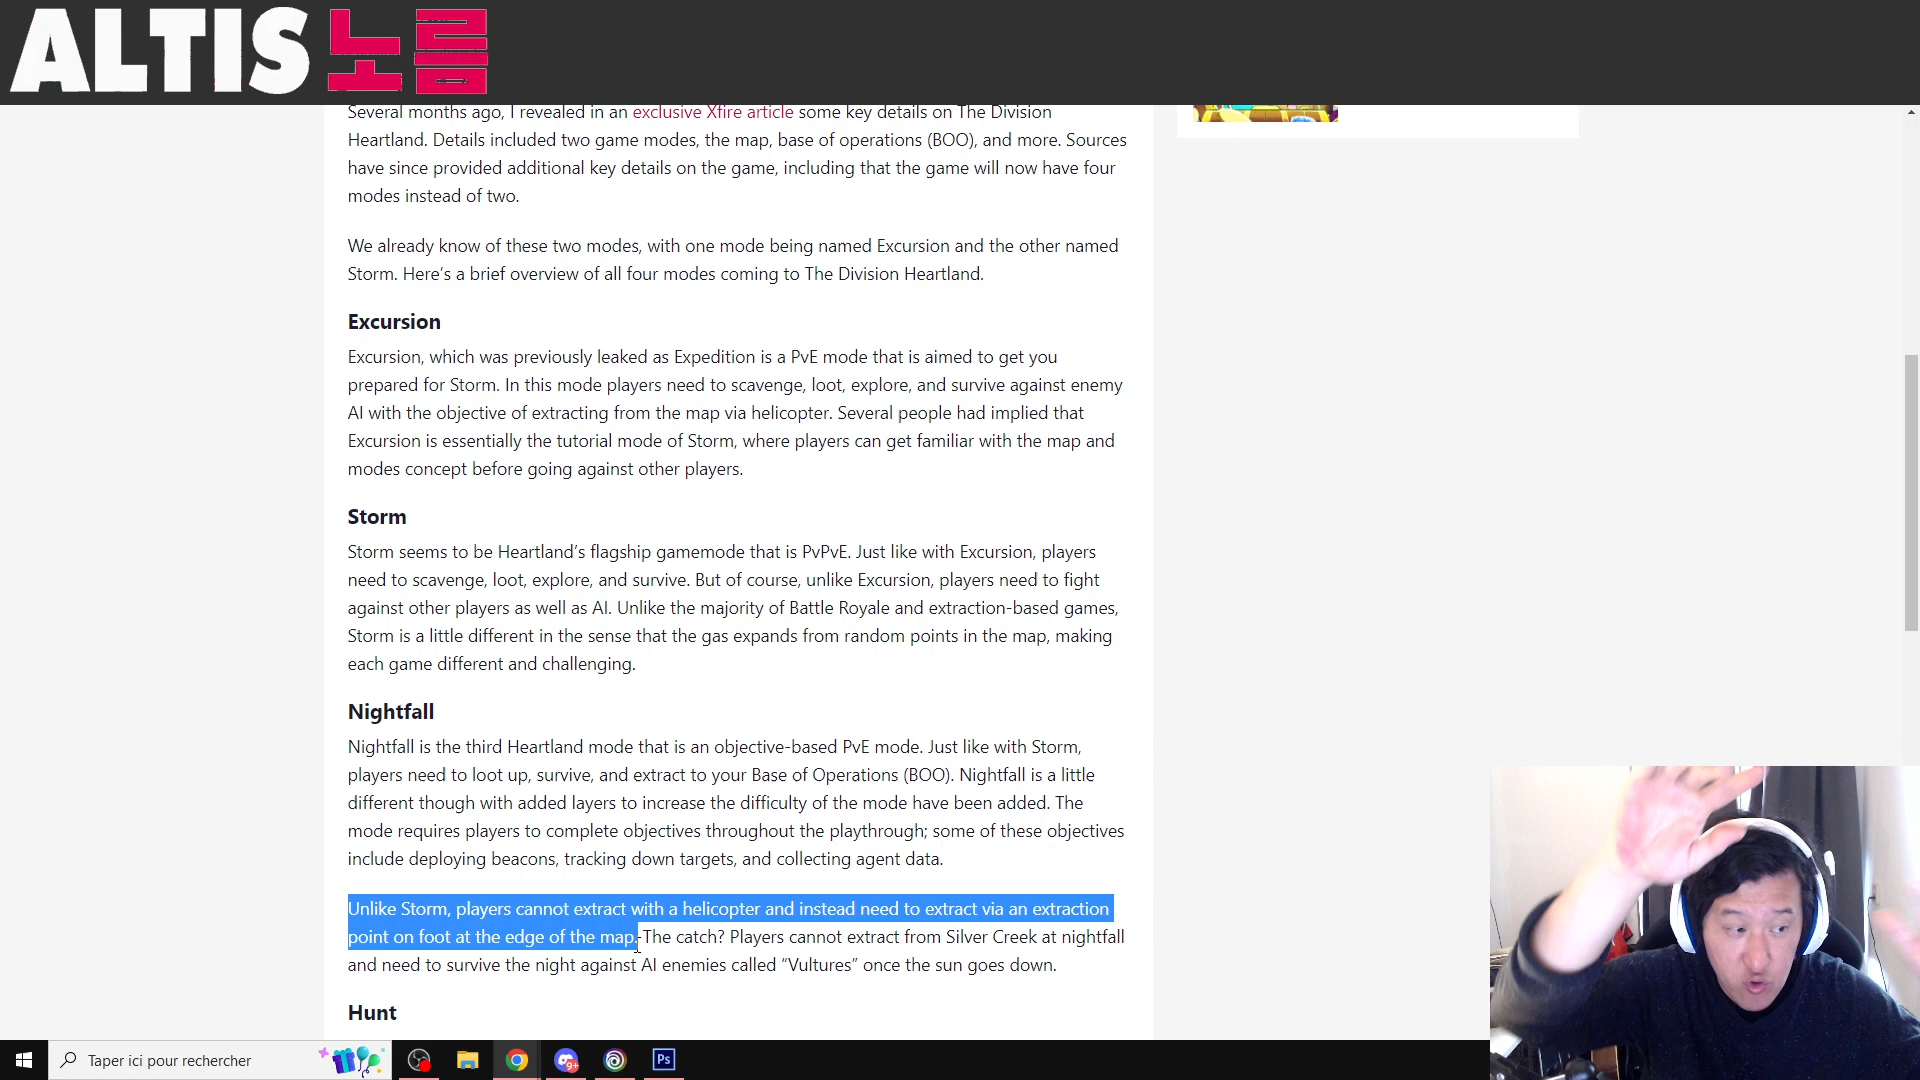 ALTIS 노름
Several months ago, I revealed in an exclusive Xfire article some key details on The Division
Heartland. Details included two game modes, the map, base of operations (BOO), and more. Sources
have since provided additional key details on the game, including that the game will now have four
modes instead of two.
We already know of these two modes, with one mode being named Excursion and the other named
Storm. Here’s a brief overview of all four modes coming to The Division Heartland.
Excursion
Excursion, which was previously leaked as Expedition is a PvE mode that is aimed to get you
prepared for Storm. In this mode players need to scavenge, loot, explore, and survive against enemy
AI with the objective of extracting from the map via helicopter. Several people had implied that
Excursion is essentially the tutorial mode of Storm, where players can get familiar with the map and
modes concept before going against other players.
Storm
Storm seems to be Heartland’s flagship gamemode that is PvPvE. Just like with Excursion, players
need to scavenge, loot, explore, and survive. But of course, unlike Excursion, players need to fight
against other players as well as AI. Unlike the majority of Battle Royale and extraction-based games,
Storm is a little different in the sense that the gas expands from random points in the map, making
each game different and challenging.
Nightfall
Nightfall is the third Heartland mode that is an objective-based PvE mode. Just like with Storm,
players need to loot up, survive, and extract to your Base of Operations (BOO). Nightfall is a little
different though with added layers to increase the difficulty of the mode have been added. The
mode requires players to complete objectives throughout the playthrough; some of these objectives
include deploying beacons, tracking down targets, and collecting agent data.
Unlike Storm, players cannot extract with a helicopter and instead need to extract via an extraction
point on foot at the edge of the map. The catch? Players cannot extract from Silver Creek at nightfall
and need to survive the night against AI enemies called “Vultures” once the sun goes down.
Hunt
Taper ici pour rechercher
9+
Ps